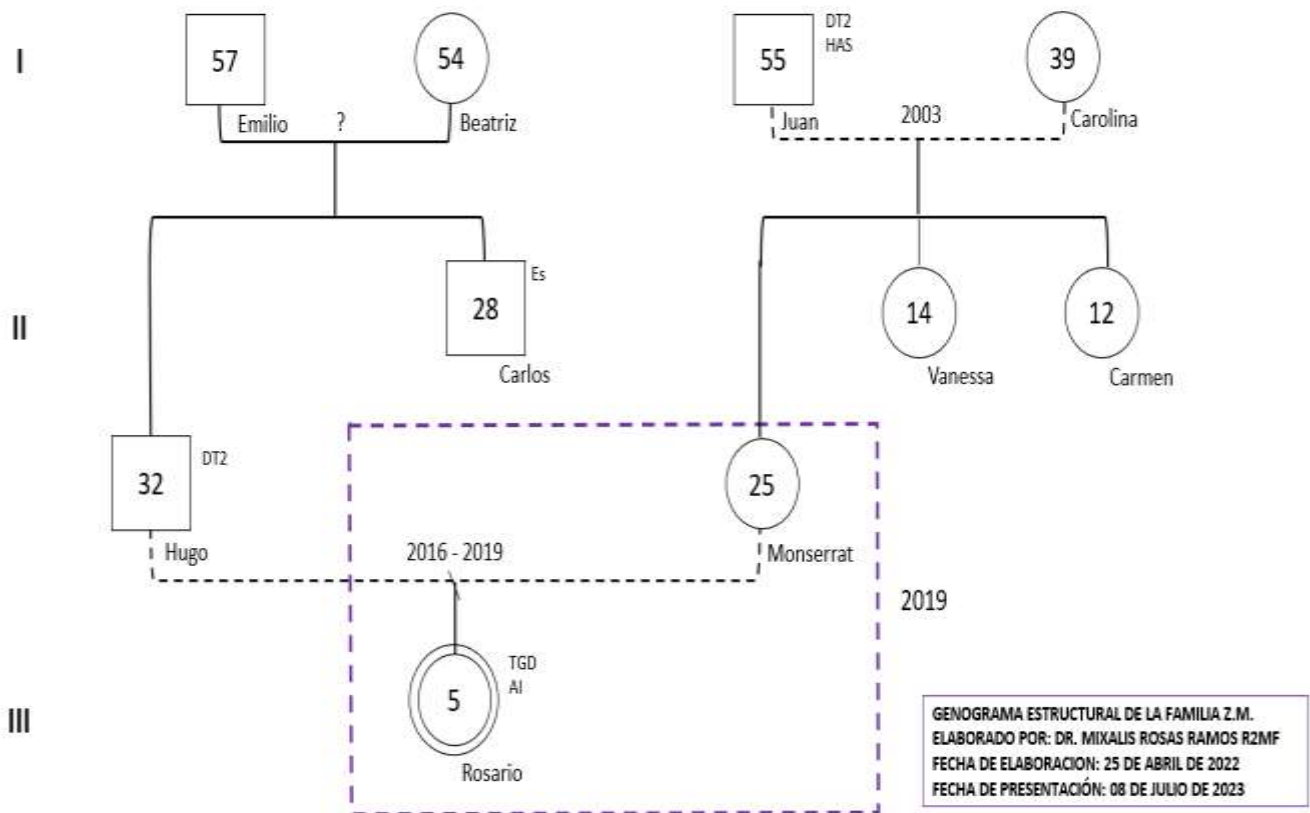 I
57
54
55
DT2
HAS
39
Emilio
?
Beatriz
Juan
2003
Carolina
II
28
Es
14
12
Carlos
Vanessa
Carmen
32
DT2
25
Hugo
2016 - 2019
Monserrat
2019
III
5
TGD
AI
Rosario
GENOGRAMA ESTRUCTURAL DE LA FAMILIA Z.M.
ELABORADO POR: DR. MIXALIS ROSAS RAMOS R2MF
FECHA DE ELABORACION: 25 DE ABRIL DE 2022
FECHA DE PRESENTACIÓN: 08 DE JULIO DE 2023